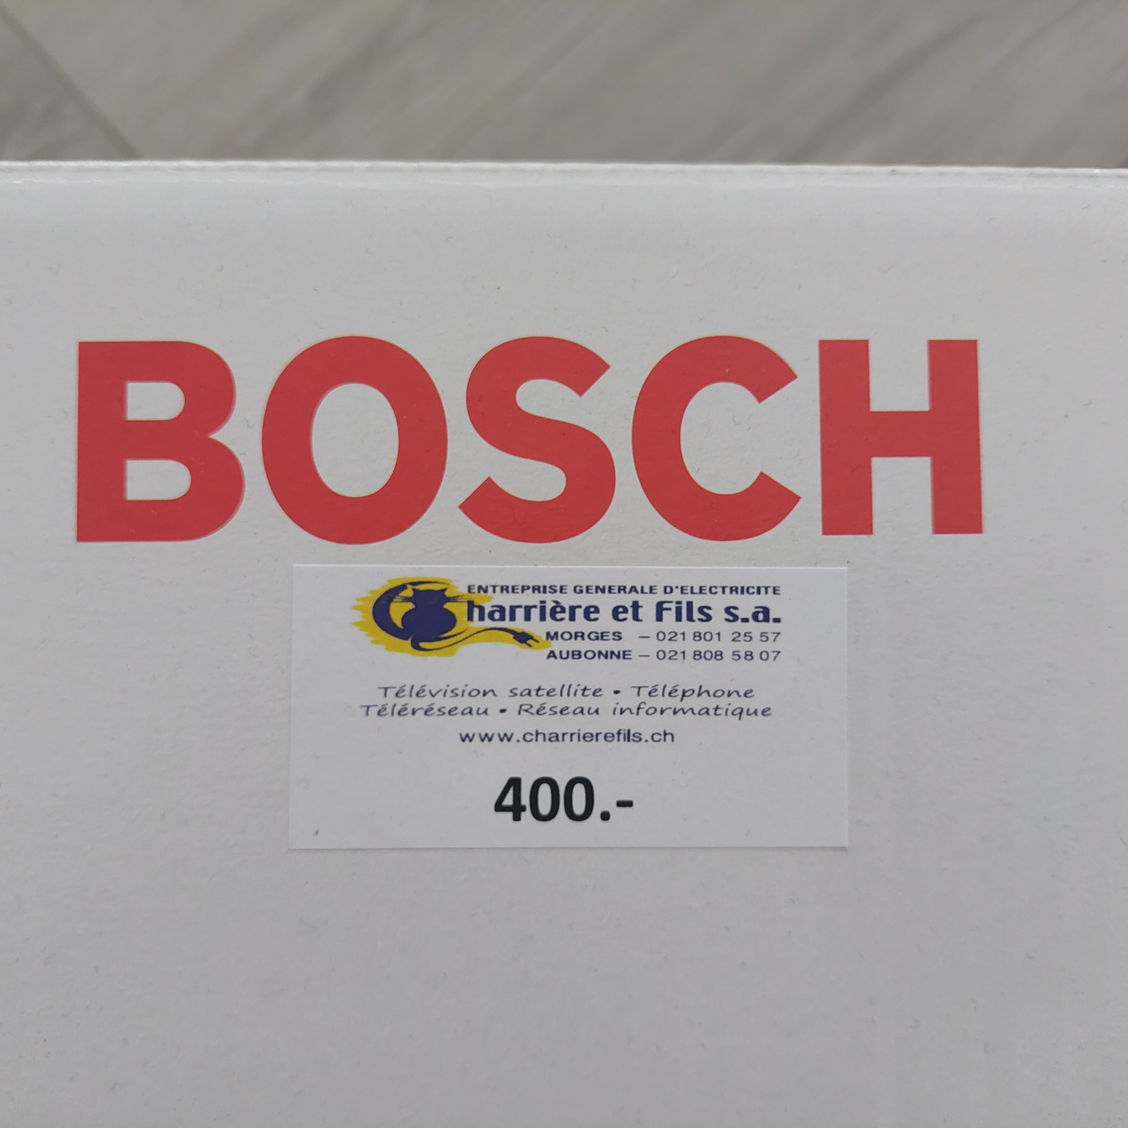 BOSCH
ENTREPRISE GENERALE D'ELECTRICITE
Charrière et Fils s.a.
MORGES – 021 801 25 57
AUBONNE – 021 808 58 07
Télévision satellite • Téléphone
Téléréseau • Réseau informatique
www.charrierefils.ch
400.-